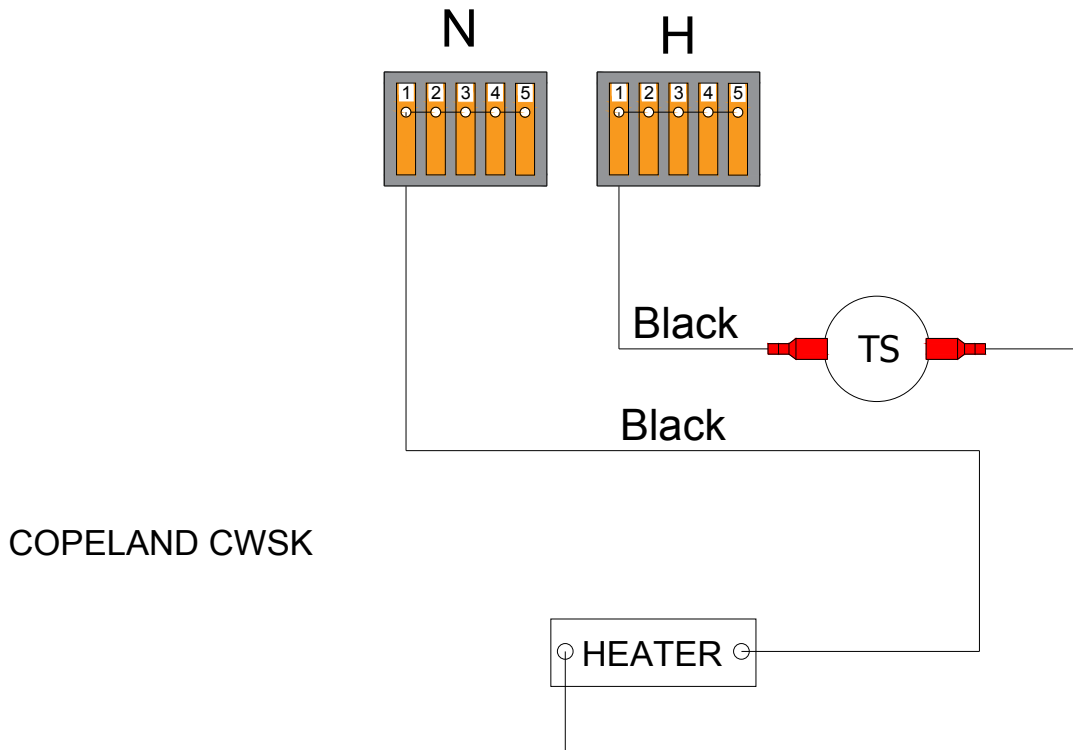 N H
1 2 3 4 5 1 2 3 4 5
Black
TS
Black
COPELAND CWSK
HEATER